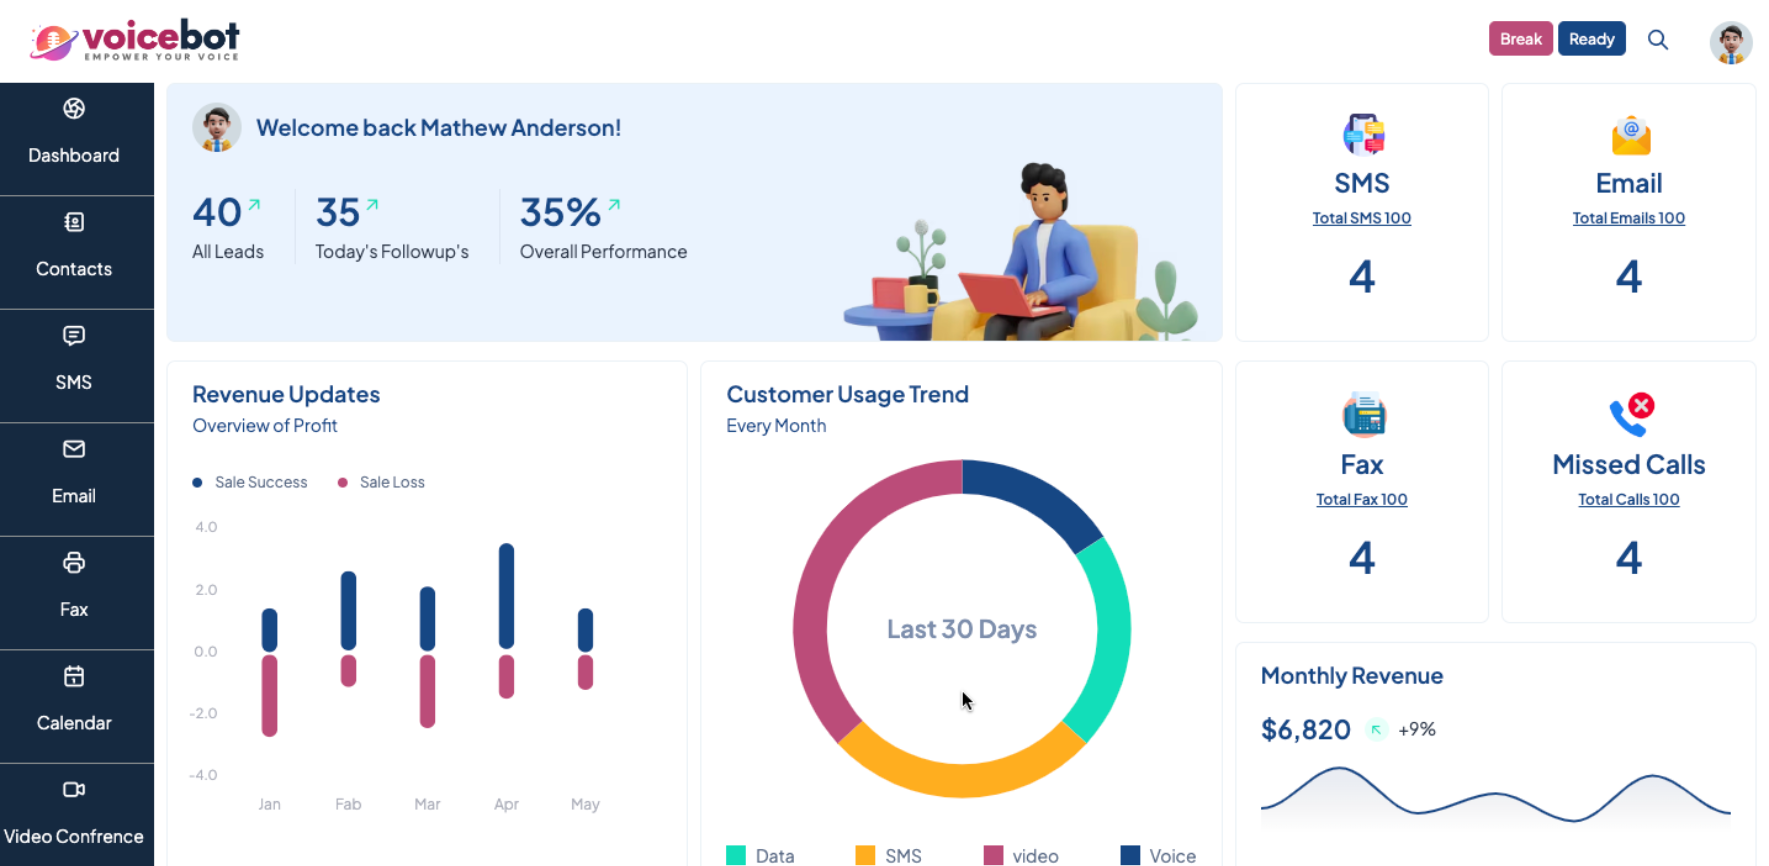 voicebot
EMPOWER YOUR VOICE
Break
Ready
Dashboard
Contacts
SMS
Email
Fax
Calendar
Video Confrence
Welcome back Mathew Anderson!
40
All Leads
35
Today's Followup's
35%
Overall Performance
SMS
Total SMS 100
4
Email
Total Emails 100
4
Revenue Updates
Overview of Profit
Sale Success
Sale Loss
4.0
2.0
0.0
-2.0
-4.0
Jan
Fab
Mar
Apr
May
Customer Usage Trend
Every Month
Last 30 Days
Data
SMS
video
Voice
Fax
Total Fax 100
4
Missed Calls
Total Calls 100
4
Monthly Revenue
$6,820
+9%